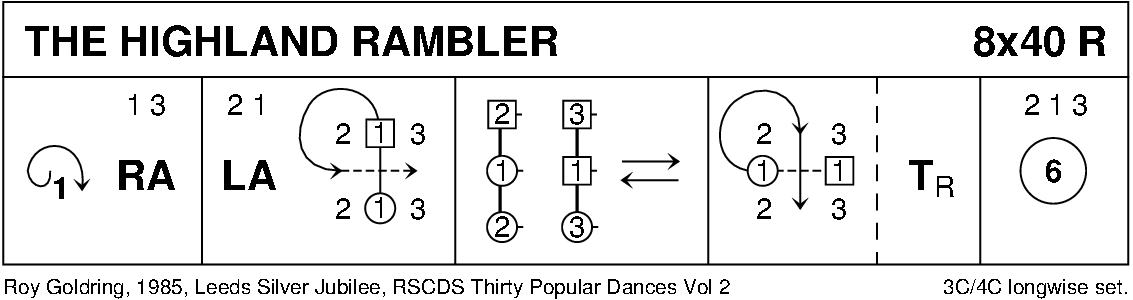 THE HIGHLAND RAMBLER 8x40 R
1 3 2 1 2 1 3 2 3 2 3 2 1 3
1 RA LA 1 1 1 1 T R 6
2 1 3 2 3 2 3
Roy Goldring, 1985, Leeds Silver Jubilee, RSCDS Thirty Popular Dances Vol 2 3C/4C longwise set.